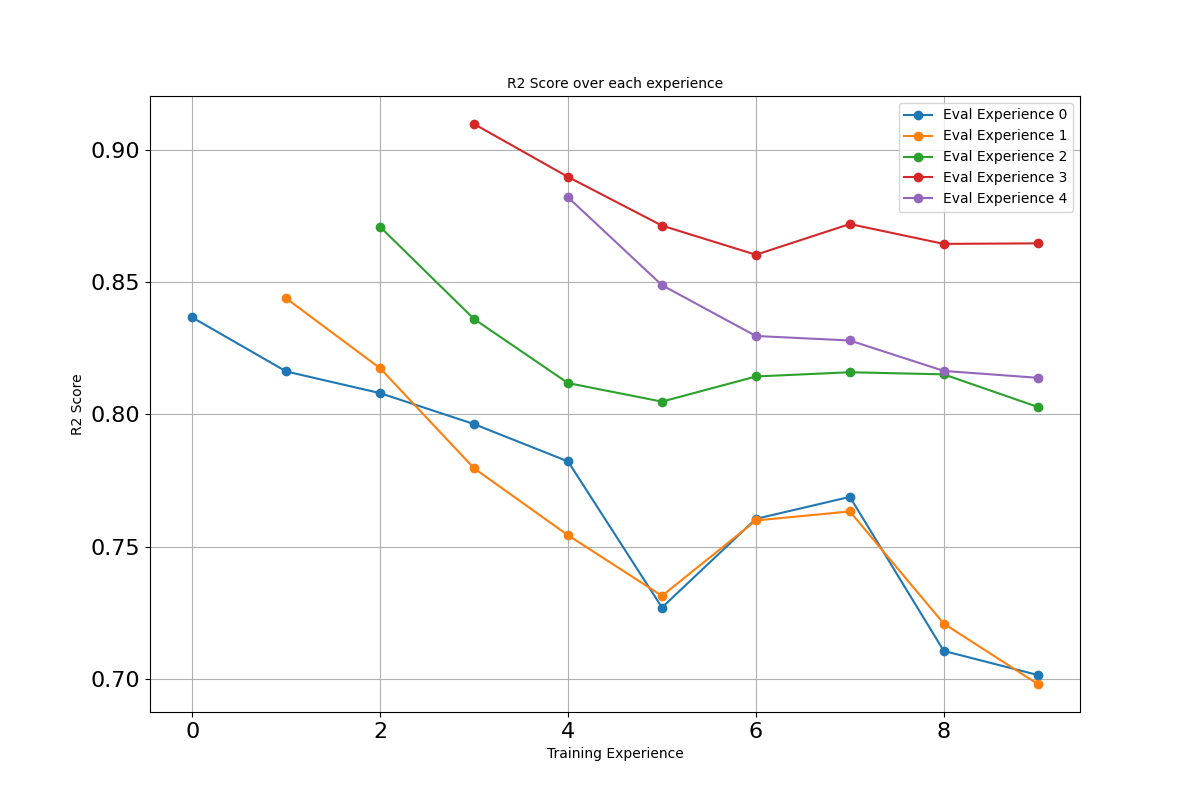 R2 Score over each experience
Eval Experience 0
Eval Experience 1
Eval Experience 2
Eval Experience 3
Eval Experience 4
0.90
0.85
0.80
0.75
0.70
R2 Score
0 2 4 6 8
Training Experience